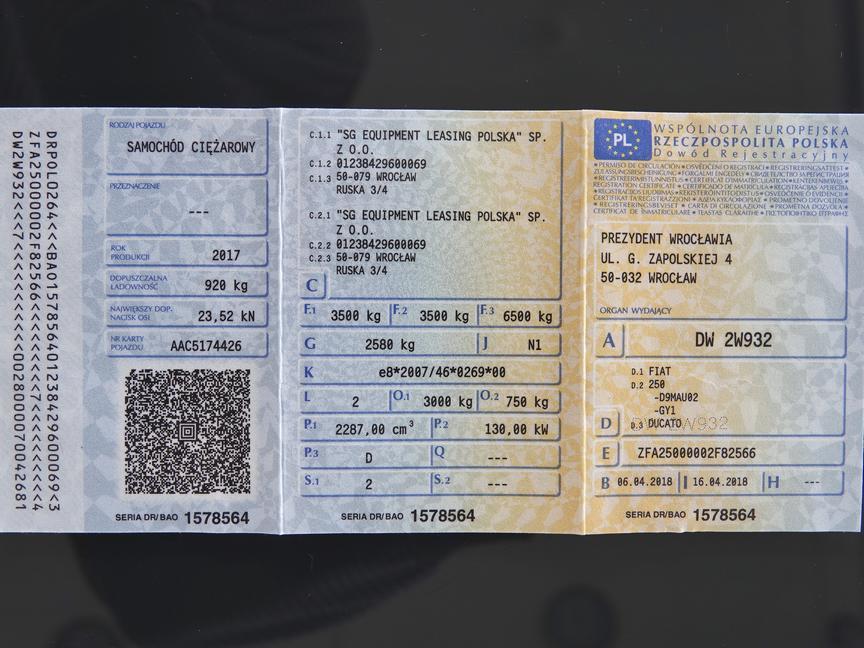 DRPOL0264<<BAO1578564012384296000069<3
ZFA25000002F82566<<<<<<<<<7<<<<<<<<<<4
DW2W932<<7<<<<<<<<<<<<0028000070042681
RODZAJ POJAZDU
SAMOCHÓD CIĘŻAROWY
PRZEZNACZENIE
---
ROK PRODUKCJI
2017
DOPUSZCZALNA ŁADOWNOŚĆ
920 kg
NAJWIĘKSZY DOP. NACISK OSI
23,52 kN
NR KARTY POJAZDU
AAC5174426
SERIA DR/BAO 1578564
C.1.1 "SG EQUIPMENT LEASING POLSKA" SP.
Z O.O.
C.1.2 01238429600069
C.1.3 50-079 WROCŁAW
RUSKA 3/4
C.2.1 "SG EQUIPMENT LEASING POLSKA" SP.
Z O.O.
C.2.2 01238429600069
C.2.3 50-079 WROCŁAW
RUSKA 3/4
C
F.1 3500 kg F.2 3500 kg F.3 6500 kg
G 2580 kg J N1
K e8*2007/46*0269*00
L 2 O.1 3000 kg O.2 750 kg
P.1 2287,00 cm³ P.2 130,00 kW
P.3 D Q ---
S.1 2 S.2 ---
SERIA DR/BAO 1578564
PL
WSPÓLNOTA EUROPEJSKA
RZECZPOSPOLITA POLSKA
Dowód Rejestracyjny
PREZYDENT WROCŁAWIA
UL. G. ZAPOLSKIEJ 4
50-032 WROCŁAW
ORGAN WYDAJĄCY
A DW 2W932
D.1 FIAT
D.2 250
-D9MAU02
-GY1
D D.3 DUCATO
E ZFA25000002F82566
B 06.04.2018 I 16.04.2018 H ---
SERIA DR/BAO 1578564